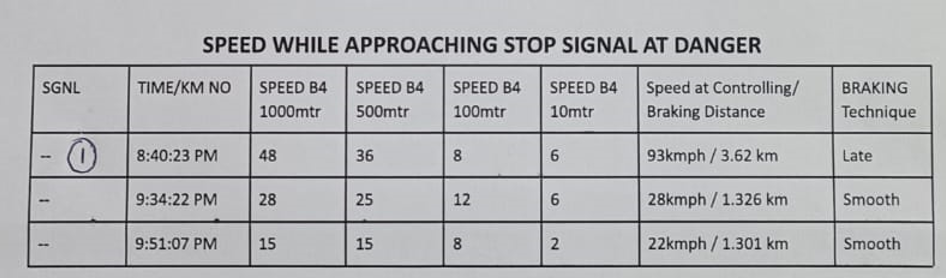 SPEED WHILE APPROACHING STOP SIGNAL AT DANGER
SGNL TIME/KM NO SPEED B4 1000mtr SPEED B4 500mtr SPEED B4 100mtr SPEED B4 10mtr Speed at Controlling/ Braking Distance BRAKING Technique
-- 1 8:40:23 PM 48 36 8 6 93kmph / 3.62 km Late
-- 9:34:22 PM 28 25 12 6 28kmph / 1.326 km Smooth
-- 9:51:07 PM 15 15 8 2 22kmph / 1.301 km Smooth